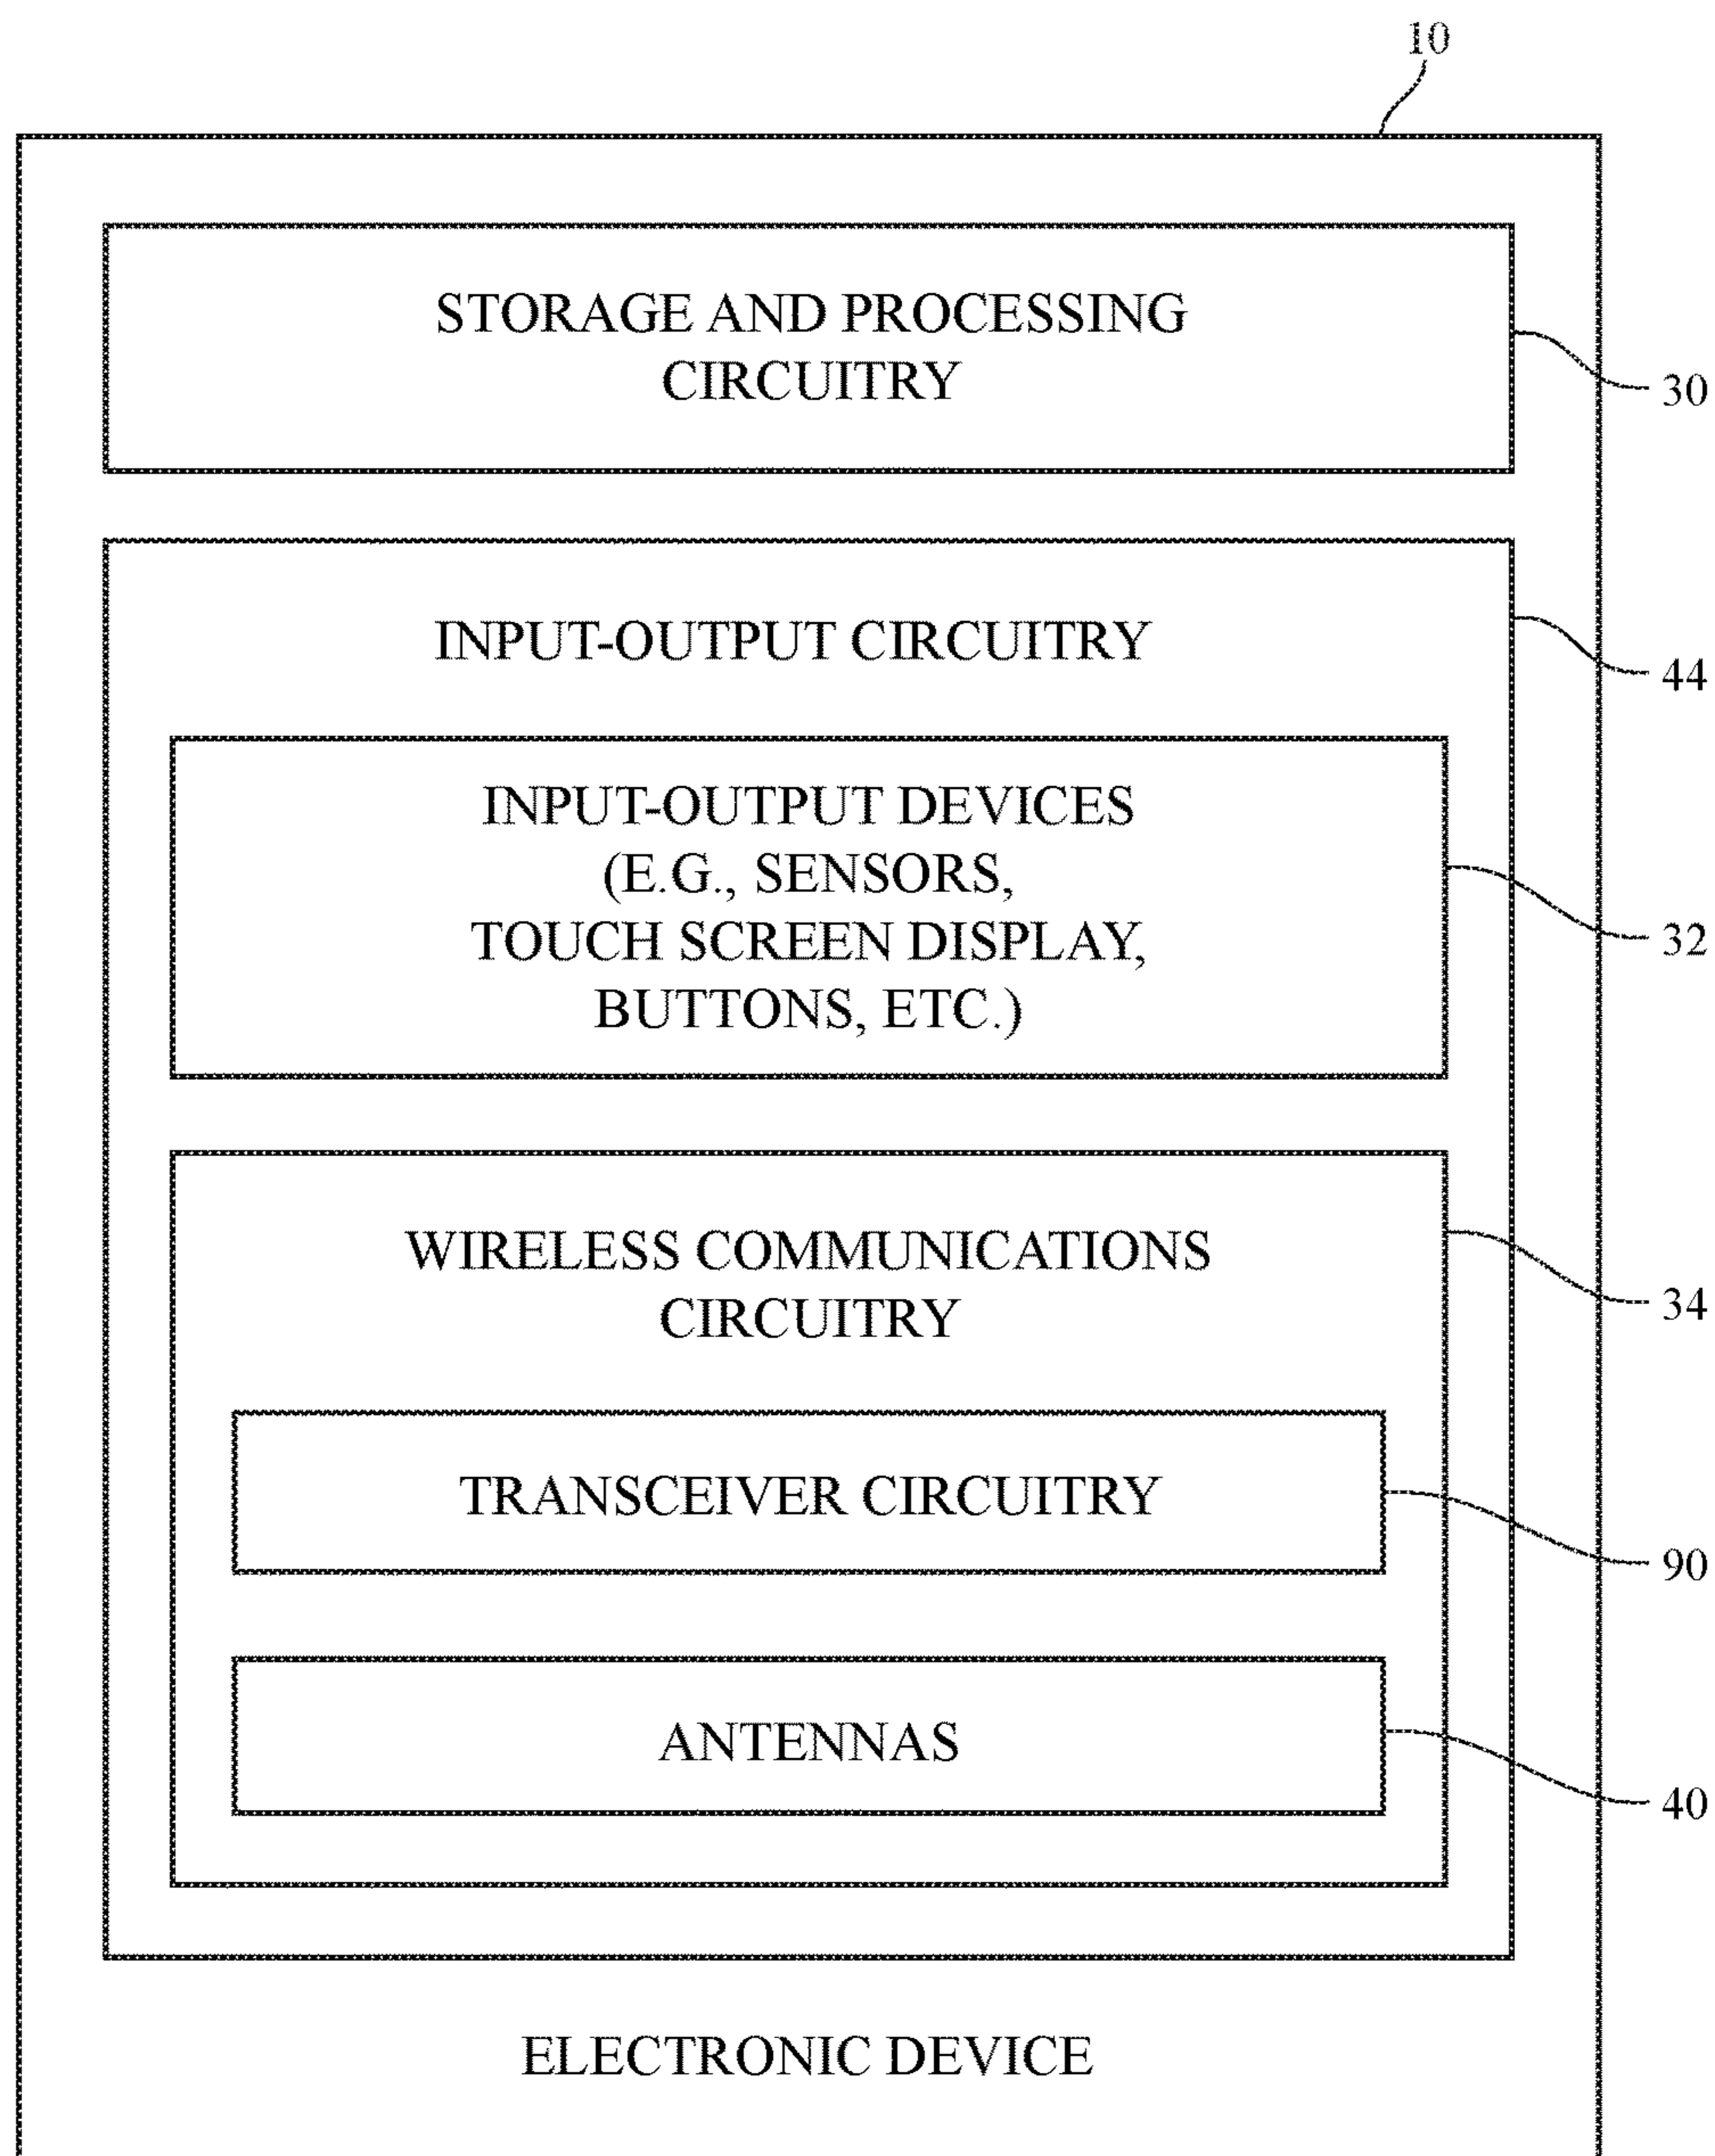 10
STORAGE AND PROCESSING
CIRCUITRY
30
INPUT-OUTPUT CIRCUITRY
44
INPUT-OUTPUT DEVICES
(E.G., SENSORS,
TOUCH SCREEN DISPLAY,
BUTTONS, ETC.)
32
WIRELESS COMMUNICATIONS
CIRCUITRY
34
TRANSCEIVER CIRCUITRY
90
ANTENNAS
40
ELECTRONIC DEVICE